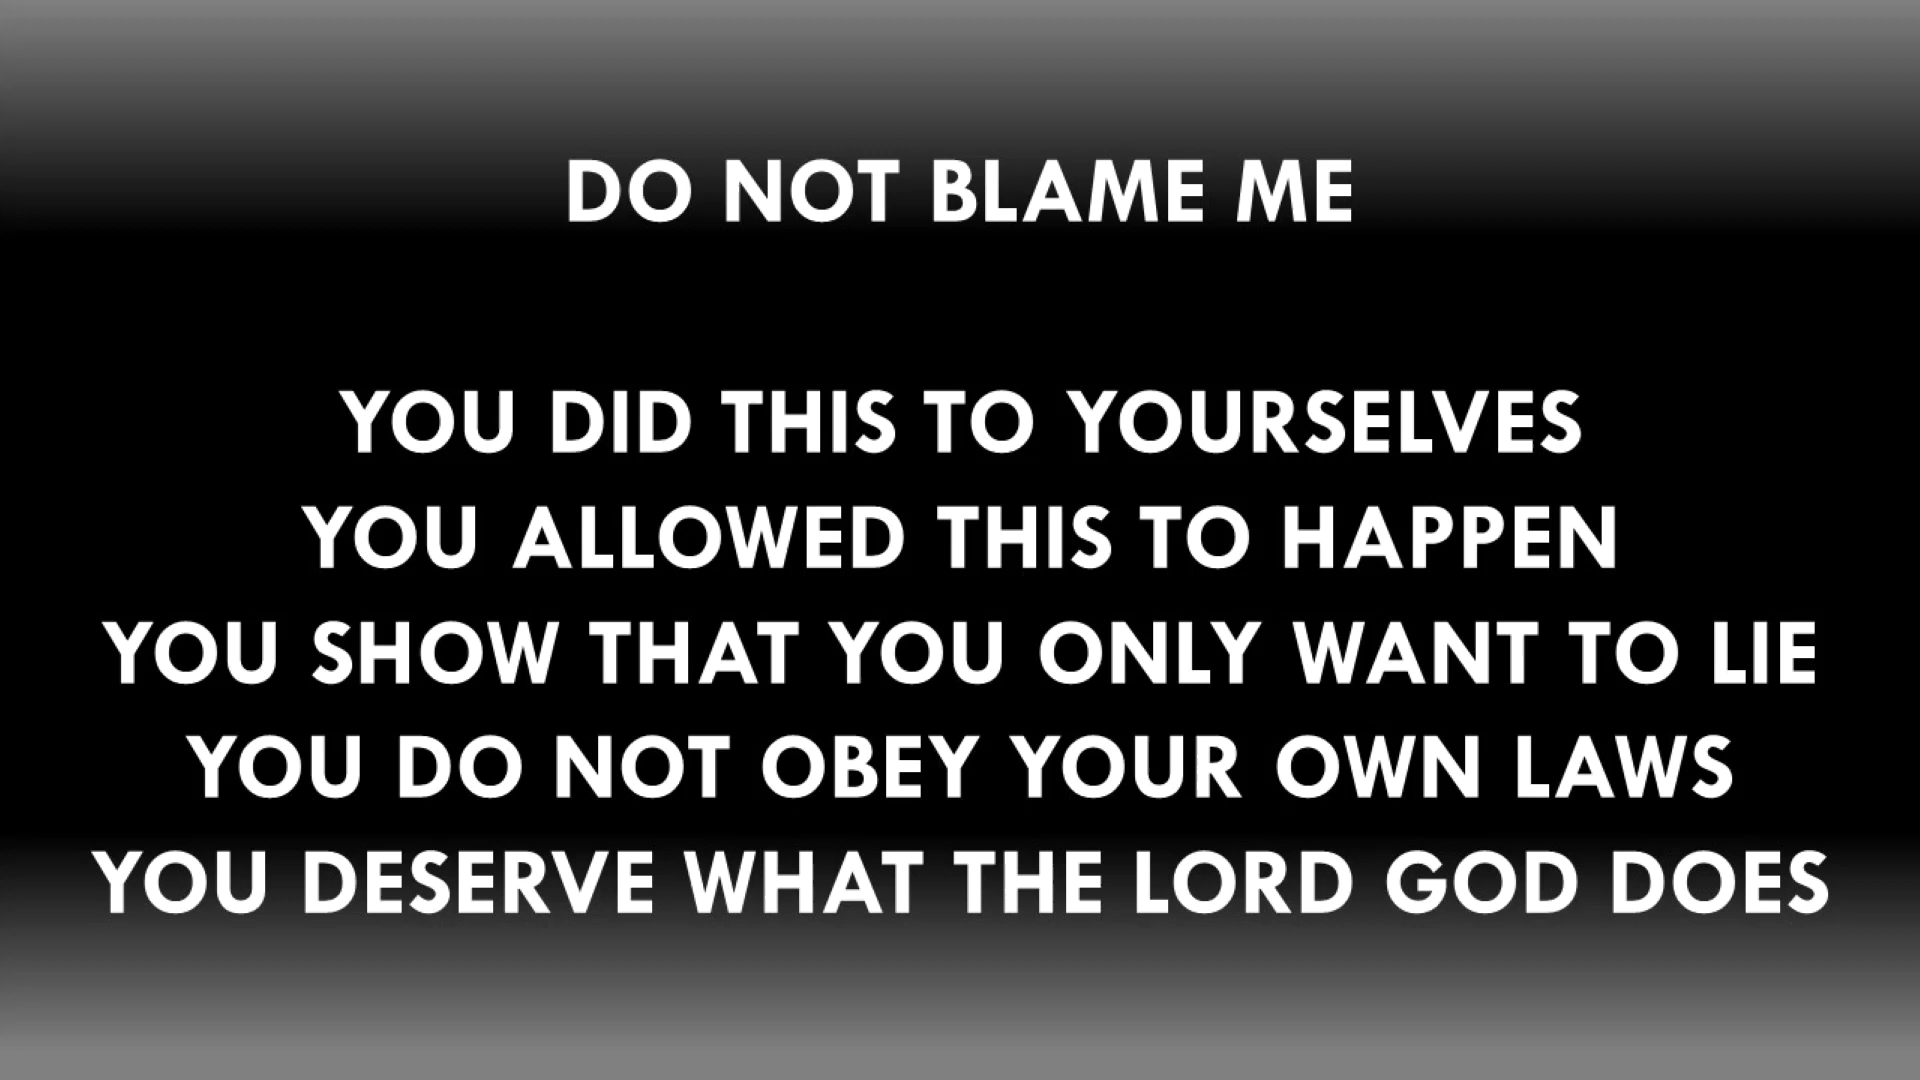 DO NOT BLAME ME
YOU DID THIS TO YOURSELVES
YOU ALLOWED THIS TO HAPPEN
YOU SHOW THAT YOU ONLY WANT TO LIE
YOU DO NOT OBEY YOUR OWN LAWS
YOU DESERVE WHAT THE LORD GOD DOES